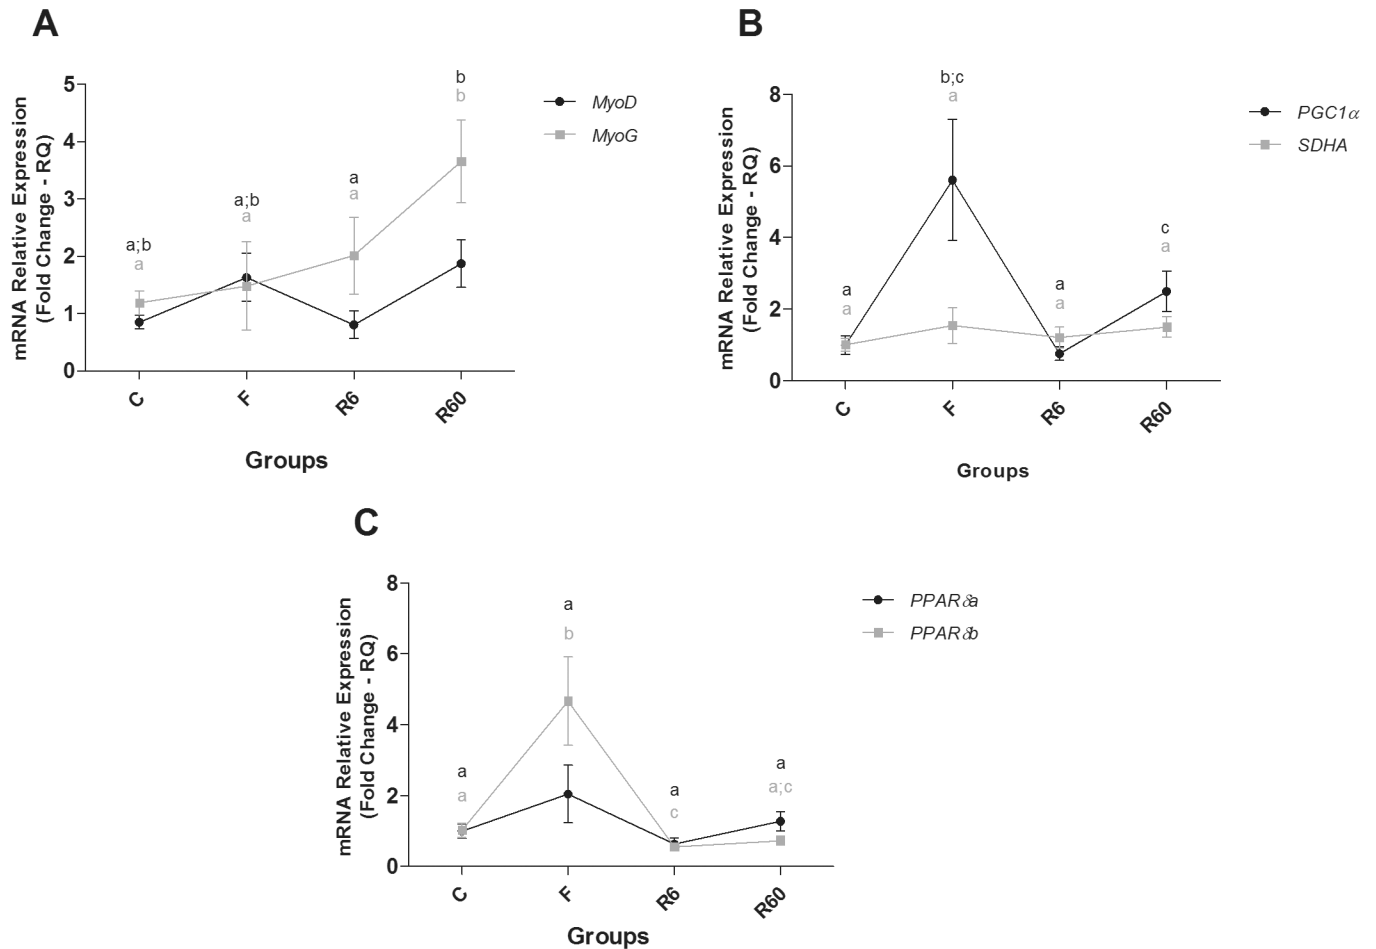 A
mRNA Relative Expression
(Fold Change - RQ)
5
4
3
2
1
0
a;b
a
a;b
a
a
a
b
b
MyoD
MyoG
C
F
R6
R60
Groups
B
mRNA Relative Expression
(Fold Change - RQ)
8
6
4
2
0
a
a
b;c
a
a
a
c
a
PGC1α
SDHA
C
F
R6
R60
Groups
C
mRNA Relative Expression
(Fold Change - RQ)
8
6
4
2
0
a
a
a
b
a
c
a
a;c
PPARδa
PPARδb
C
F
R6
R60
Groups